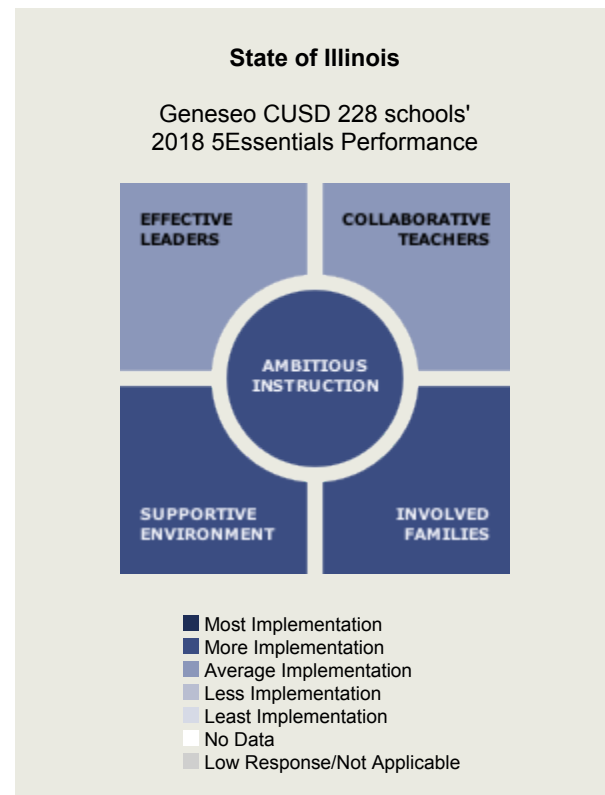 State of Illinois
Geneseo CUSD 228 schools'
2018 5Essentials Performance
EFFECTIVE
LEADERS
COLLABORATIVE
TEACHERS
AMBITIOUS
INSTRUCTION
SUPPORTIVE
ENVIRONMENT
INVOLVED
FAMILIES
Most Implementation
More Implementation
Average Implementation
Less Implementation
Least Implementation
No Data
Low Response/Not Applicable